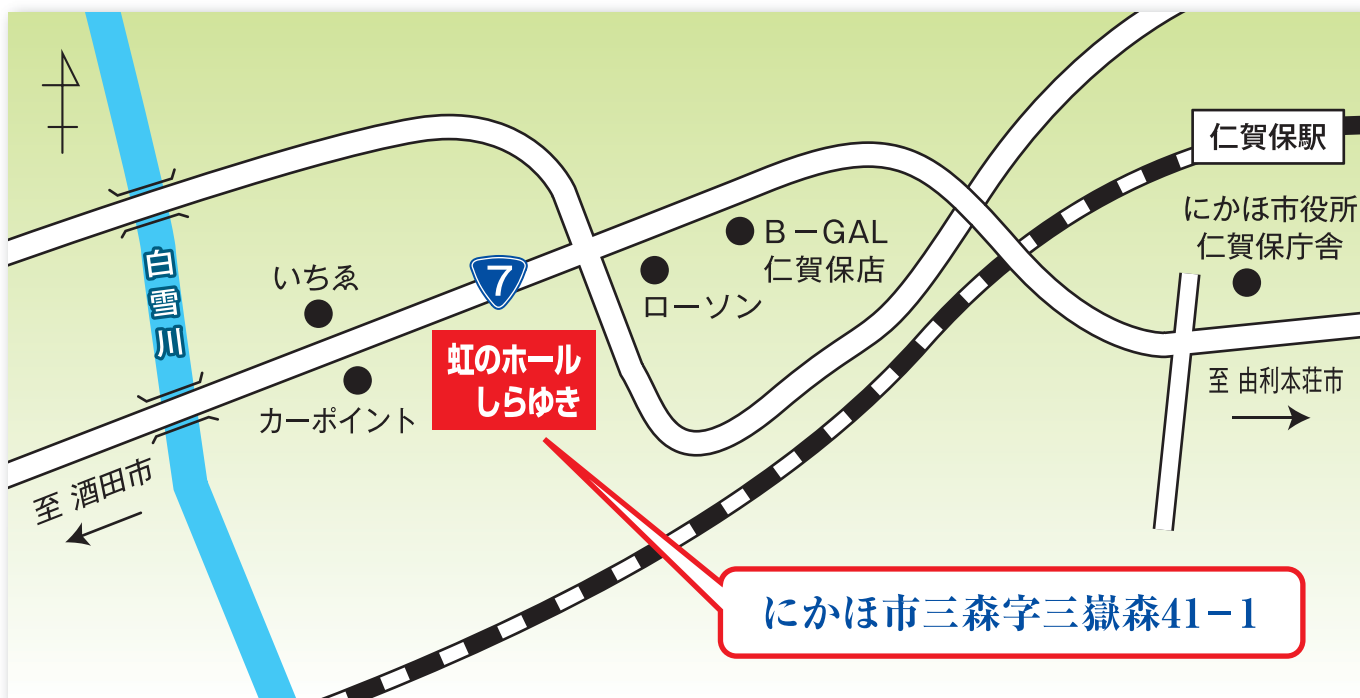 仁賀保駅
にかほ市役所
仁賀保庁舎
B－GAL
仁賀保店
ローソン
いちゑ
7
白雪川
虹のホール
しらゆき
カーポイント
至 由利本荘市
至 酒田市
にかほ市三森字三嶽森41－1